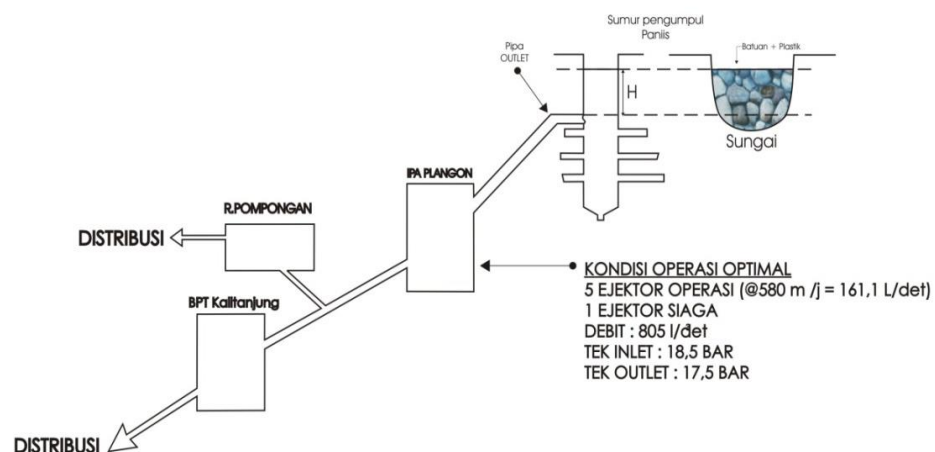 Sumur pengumpul
Paniis
Pipa
OUTLET
Batuan + Plastik
H
Sungai
IPA PLANGON
R.POMPONGAN
DISTRIBUSI
BPT Kalitanjung
KONDISI OPERASI OPTIMAL
5 EJEKTOR OPERASI (@580 m /j = 161,1 L/det)
1 EJEKTOR SIAGA
DEBIT : 805 l/det
TEK INLET : 18,5 BAR
TEK OUTLET : 17,5 BAR
DISTRIBUSI